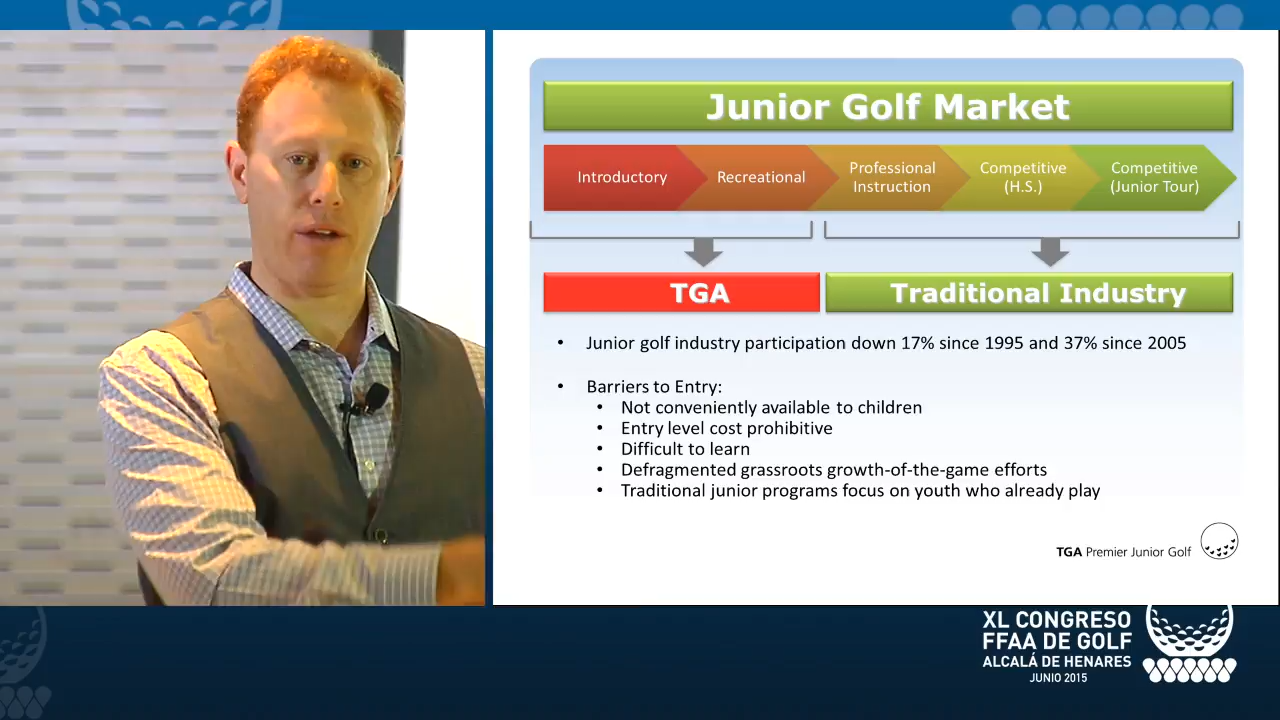 Junior Golf Market
Introductory
Recreational
Professional
Instruction
Competitive
(H.S.)
Competitive
(Junior Tour)
TGA
Traditional Industry
• Junior golf industry participation down 17% since 1995 and 37% since 2005
• Barriers to Entry:
• Not conveniently available to children
• Entry level cost prohibitive
• Difficult to learn
• Defragmented grassroots growth-of-the-game efforts
• Traditional junior programs focus on youth who already play
TGA Premier Junior Golf
XL CONGRESO
FFAA DE GOLF
ALCALÁ DE HENARES
JUNIO 2015